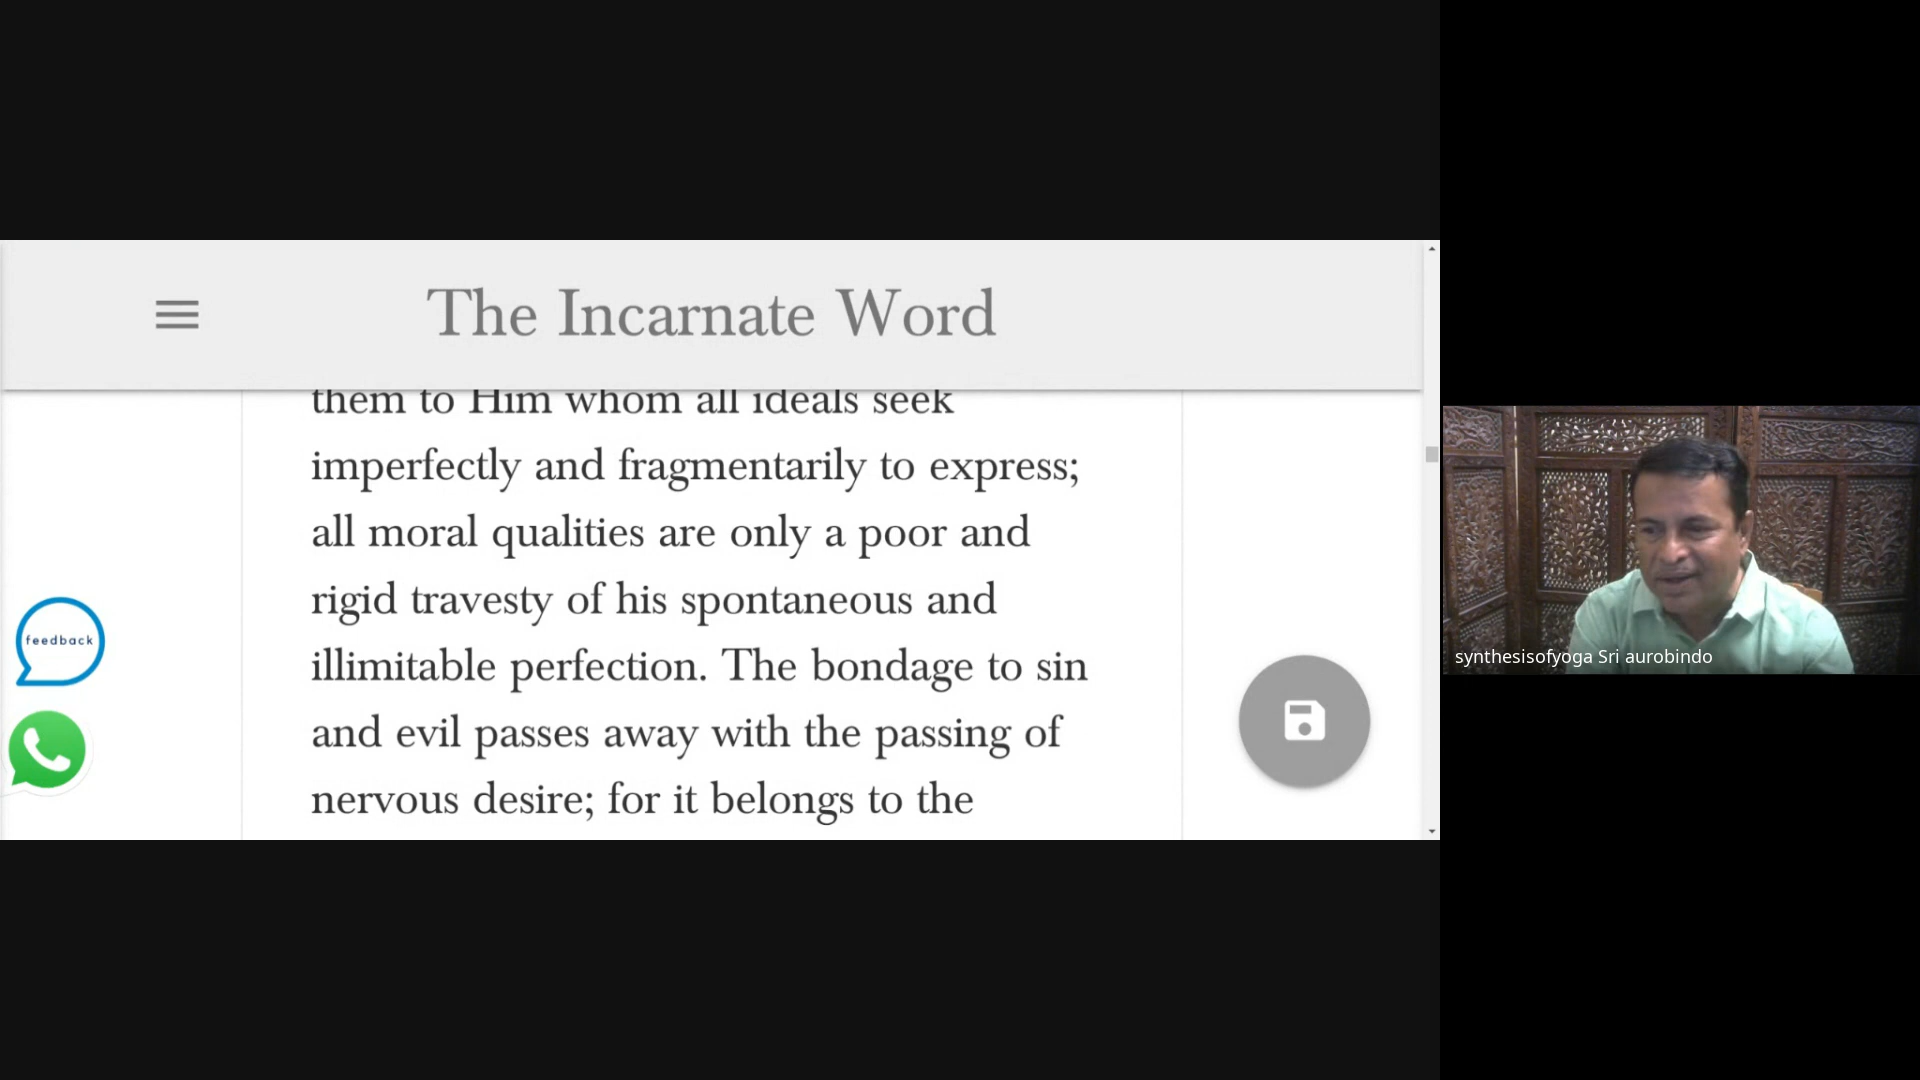 The Incarnate Word
them to Him whom all ideals seek
imperfectly and fragmentarily to express;
all moral qualities are only a poor and
rigid travesty of his spontaneous and
illimitable perfection. The bondage to sin
and evil passes away with the passing of
nervous desire; for it belongs to the
feedback
synthesisofyoga Sri aurobindo